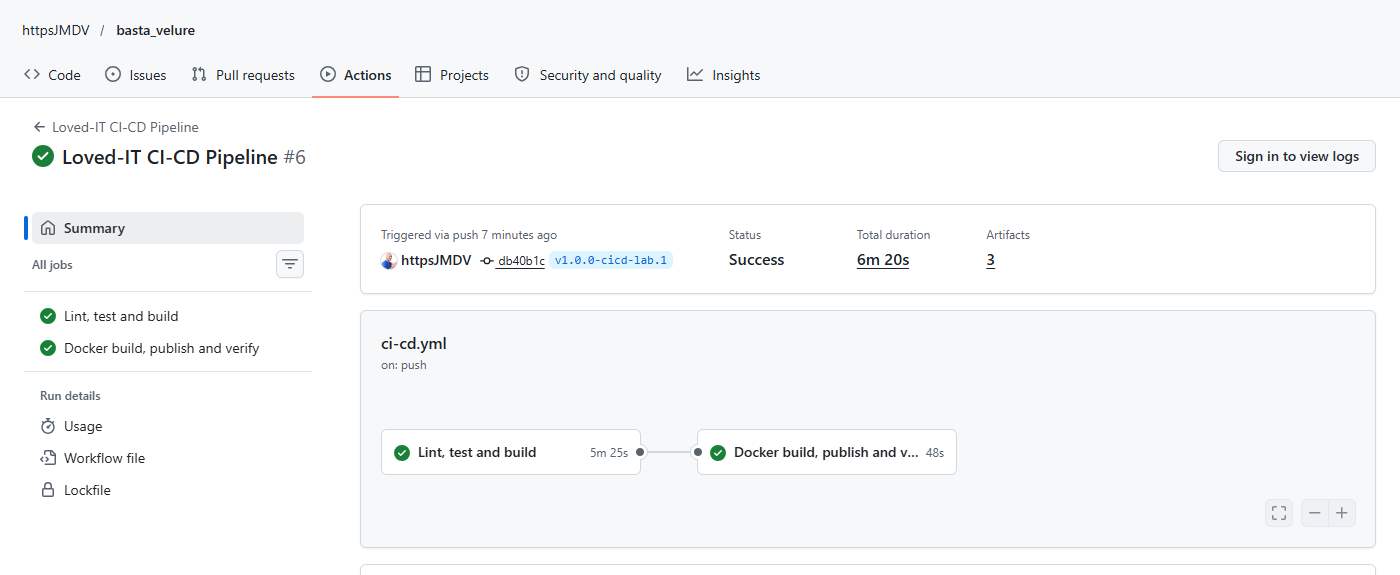 httpsJMDV / basta_velure
Code Issues Pull requests Actions Projects Security and quality Insights
Loved-IT CI-CD Pipeline
Loved-IT CI-CD Pipeline #6
Sign in to view logs
Summary
All jobs
Lint, test and build
Docker build, publish and verify
Run details
Usage
Workflow file
Lockfile
Triggered via push 7 minutes ago
httpsJMDV db40b1c v1.0.0-cicd-lab.1
Status
Success
Total duration
6m 20s
Artifacts
3
ci-cd.yml
on: push
Lint, test and build 5m 25s
Docker build, publish and v... 48s